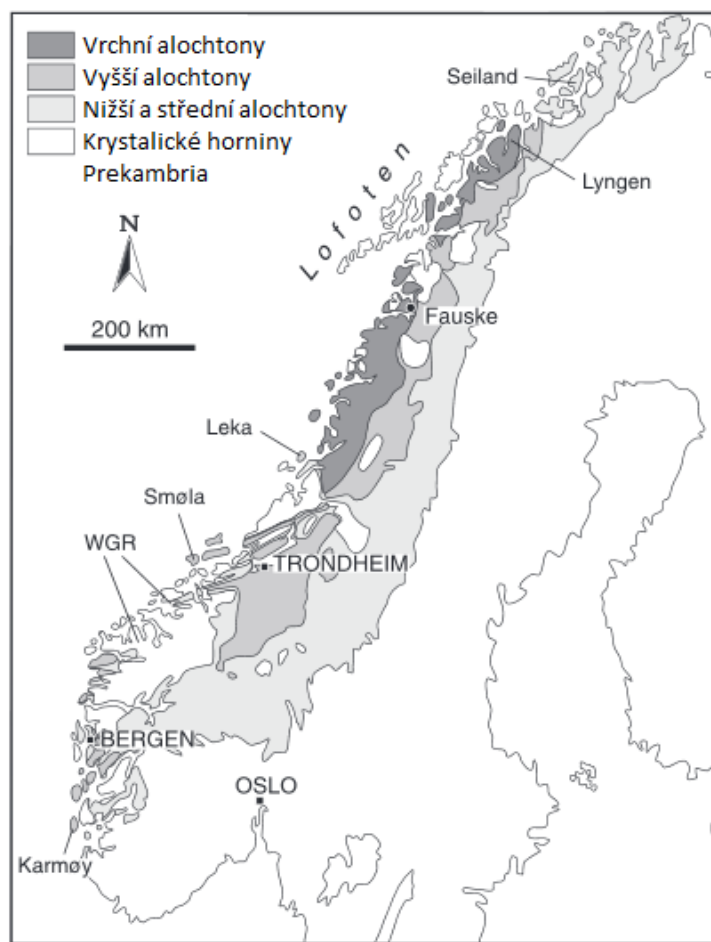 Vrchní alochtony
Vyšší alochtony
Nižší a střední alochtony
Krystalické horniny
Prekambria
Seiland
Lofoten
Lyngen
N
200 km
Fauske
Leka
Smøla
WGR
TRONDHEIM
BERGEN
OSLO
Karmøy